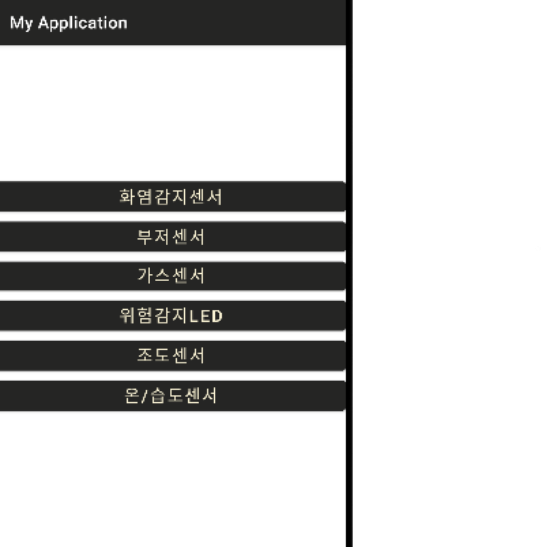 My Application
화염감지센서
부저센서
가스센서
위험감지LED
조도센서
온/습도센서